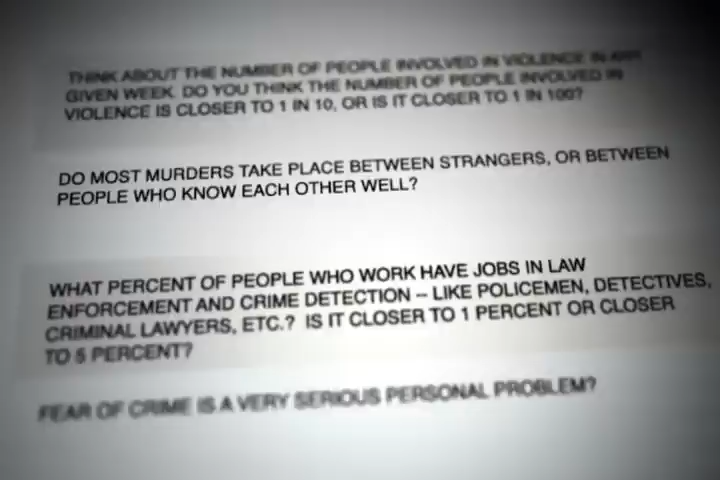 THINK ABOUT THE NUMBER OF PEOPLE INVOLVED IN VIOLENCE IN ANY
GIVEN WEEK. DO YOU THINK THE NUMBER OF PEOPLE INVOLVED IN
VIOLENCE IS CLOSER TO 1 IN 10, OR IS IT CLOSER TO 1 IN 100?
DO MOST MURDERS TAKE PLACE BETWEEN STRANGERS, OR BETWEEN
PEOPLE WHO KNOW EACH OTHER WELL?
WHAT PERCENT OF PEOPLE WHO WORK HAVE JOBS IN LAW
ENFORCEMENT AND CRIME DETECTION – LIKE POLICEMEN, DETECTIVES,
CRIMINAL LAWYERS, ETC.? IS IT CLOSER TO 1 PERCENT OR CLOSER
TO 5 PERCENT?
FEAR OF CRIME IS A VERY SERIOUS PERSONAL PROBLEM?